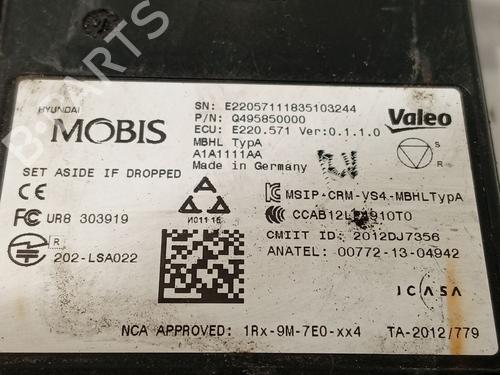 B-PARTS
HYUNDAI
MOBIS
SN: E22057111835103244
P/N: Q495850000
ECU: E220.571 Ver:0.1.1.0
MBHL TypA
A1A1111AA
Made in Germany
Valeo
S
R
SET ASIDE IF DROPPED
CE
FC UR8 303919
R
202-LSA022
A
MSIP-CRM-VS4-MBHLTypA
CMIIT ID: 2012DJ7356
ANATEL: 00772-13-04942
ICASA
NCA APPROVED: 1Rx-9M-7E0-xx4
TA-2012/779